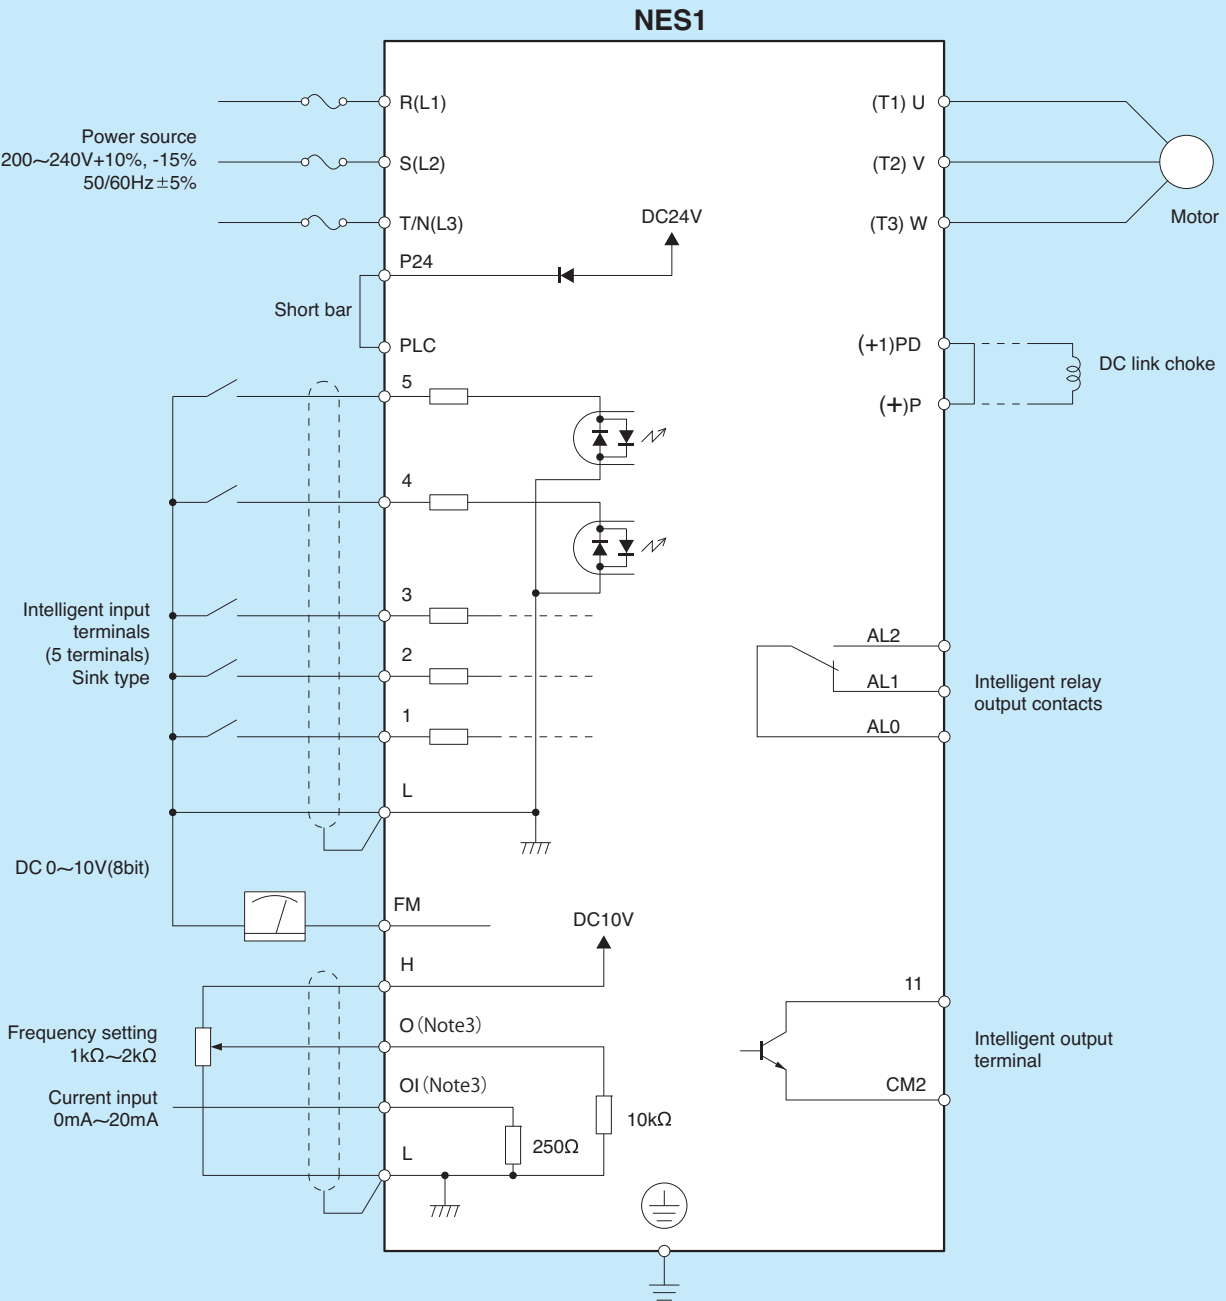 NES1
R(L1)
(T1) U
Power source
200～240V+10%, -15%
50/60Hz±5%
S(L2)
(T2) V
T/N(L3)
DC24V
(T3) W
Motor
P24
Short bar
PLC
(+1)PD
DC link choke
(+)P
5
4
3
Intelligent input
terminals
(5 terminals)
Sink type
2
1
AL2
AL1
AL0
Intelligent relay
output contacts
L
DC 0～10V(8bit)
FM
DC10V
H
11
Frequency setting
1kΩ～2kΩ
O (Note3)
Intelligent output
terminal
OI (Note3)
CM2
Current input
0mA～20mA
10kΩ
250Ω
L